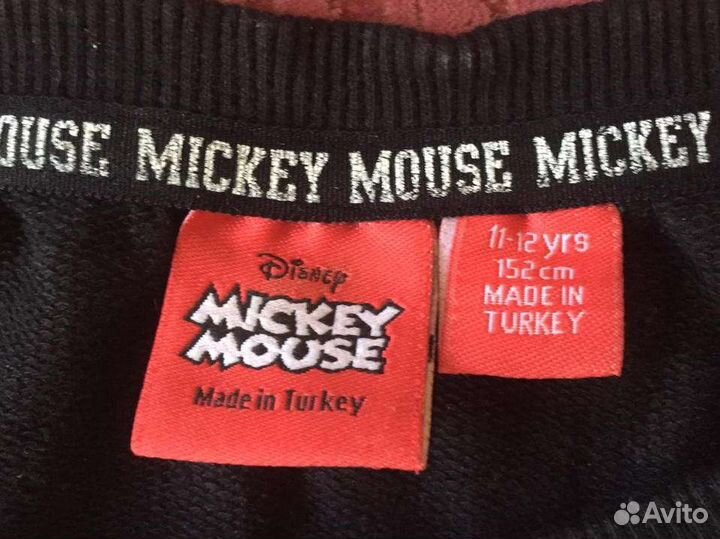 OUSE MICKEY MOUSE MICKEY
Disney
MICKEY
MOUSE
Made in Turkey
11-12 yrs
152 cm
MADE IN
TURKEY
Avito